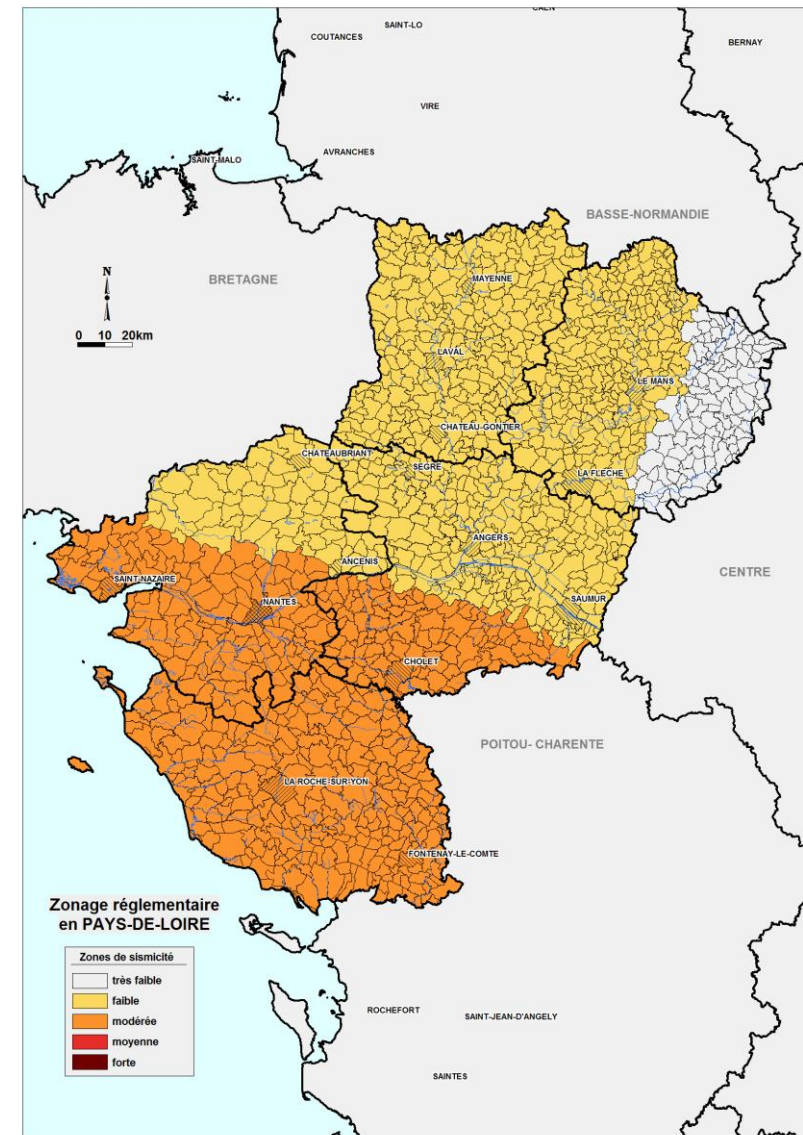 CAEN
SAINT-LO
COUTANCES
BERNAY
VIRE
AVRANCHES
SAINT-MALO
BASSE-NORMANDIE
BRETAGNE
N
0 10 20km
MAYENNE
LAVAL
LE MANS
CHATEAU-GONTIER
CHATEAUBRIANT
SEGRE
LA FLECHE
ANGERS
ANCENIS
CENTRE
SAINT NAZAIRE
SAUMUR
NANTES
CHOLET
POITOU- CHARENTE
LA ROCHE-SUR-YON
FONTENAY-LE-COMTE
Zonage réglementaire
en PAYS-DE-LOIRE
Zones de sismicité
très faible
faible
modérée
moyenne
forte
ROCHEFORT
SAINT-JEAN-D'ANGELY
SAINTES